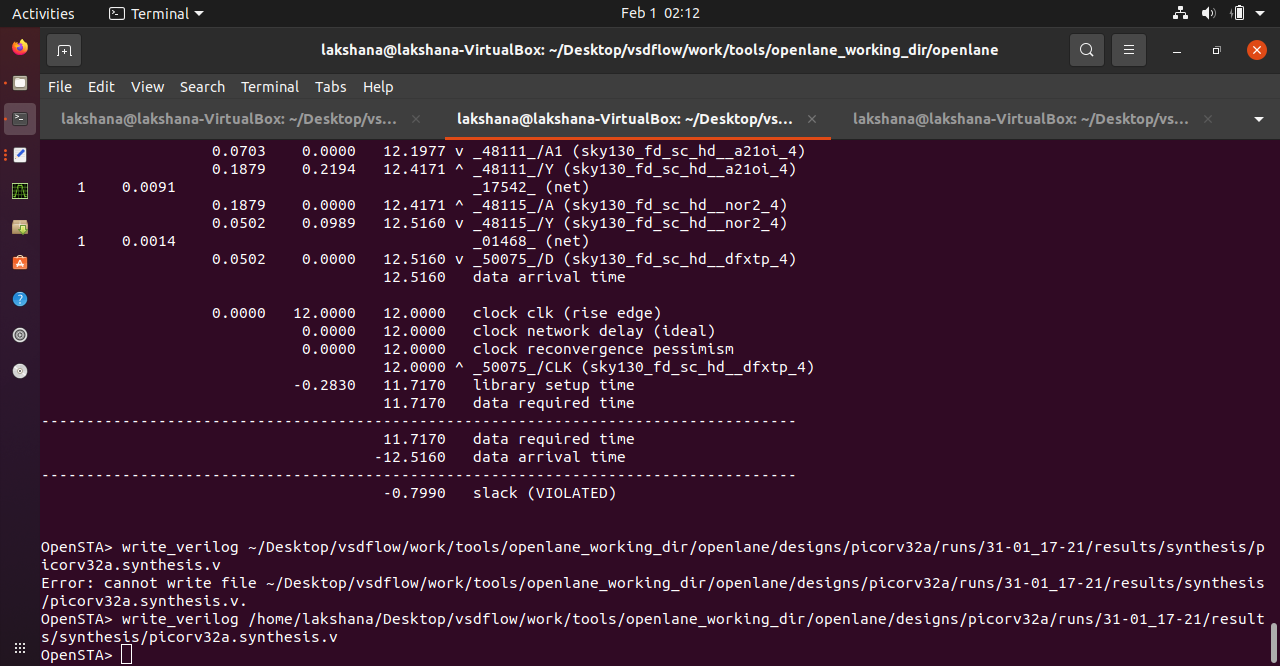 Activities Terminal Feb 1 02:12
lakshana@lakshana-VirtualBox: ~/Desktop/vsdflow/work/tools/openlane_working_dir/openlane
File Edit View Search Terminal Tabs Help
lakshana@lakshana-VirtualBox: ~/Desktop/vs... × lakshana@lakshana-VirtualBox: ~/Desktop/vs... × lakshana@lakshana-VirtualBox: ~/Desktop/vs... ×
0.0703 0.0000 12.1977 v _48111_/A1 (sky130_fd_sc_hd__a21oi_4)
0.1879 0.2194 12.4171 ^ _48111_/Y (sky130_fd_sc_hd__a21oi_4)
1 0.0091 _17542_ (net)
0.1879 0.0000 12.4171 ^ _48115_/A (sky130_fd_sc_hd__nor2_4)
0.0502 0.0989 12.5160 v _48115_/Y (sky130_fd_sc_hd__nor2_4)
1 0.0014 _01468_ (net)
0.0502 0.0000 12.5160 v _50075_/D (sky130_fd_sc_hd__dfxtp_4)
12.5160 data arrival time
0.0000 12.0000 12.0000 clock clk (rise edge)
0.0000 12.0000 clock network delay (ideal)
0.0000 12.0000 clock reconvergence pessimism
12.0000 ^ _50075_/CLK (sky130_fd_sc_hd__dfxtp_4)
-0.2830 11.7170 library setup time
11.7170 data required time
------------------------------------------------------------------------------------
11.7170 data required time
-12.5160 data arrival time
------------------------------------------------------------------------------------
-0.7990 slack (VIOLATED)
OpenSTA> write_verilog ~/Desktop/vsdflow/work/tools/openlane_working_dir/openlane/designs/picorv32a/runs/31-01_17-21/results/synthesis/p
icorv32a.synthesis.v
Error: cannot write file ~/Desktop/vsdflow/work/tools/openlane_working_dir/openlane/designs/picorv32a/runs/31-01_17-21/results/synthesis
/picorv32a.synthesis.v.
OpenSTA> write_verilog /home/lakshana/Desktop/vsdflow/work/tools/openlane_working_dir/openlane/designs/picorv32a/runs/31-01_17-21/result
s/synthesis/picorv32a.synthesis.v
OpenSTA>